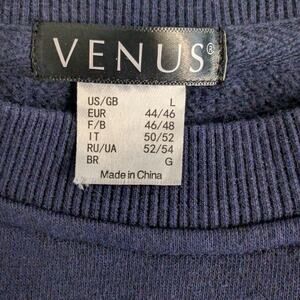 VENUS®
US/GB L
EUR 44/46
F/B 46/48
IT 50/52
RU/UA 52/54
BR G
Made in China